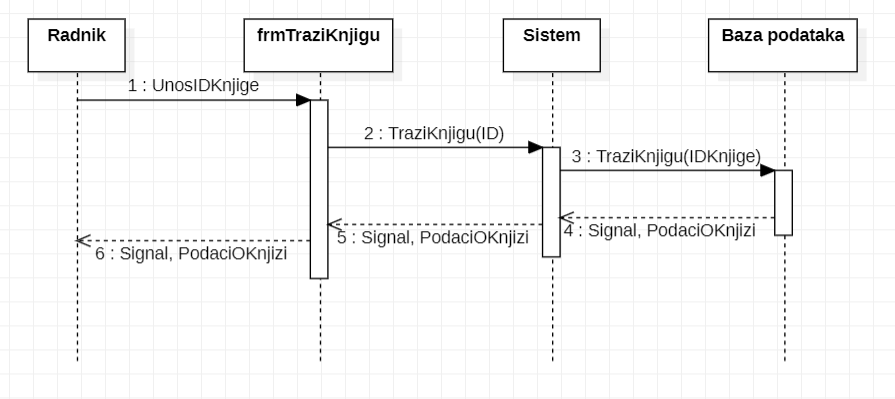 Radnik
frmTraziKnjigu
Sistem
Baza podataka
1 : UnosIDKnjige
2 : TraziKnjigu(ID)
3 : TraziKnjigu(IDKnjige)
4 : Signal, PodaciOKnjizi
5 : Signal, PodaciOKnjizi
6 : Signal, PodaciOKnjizi